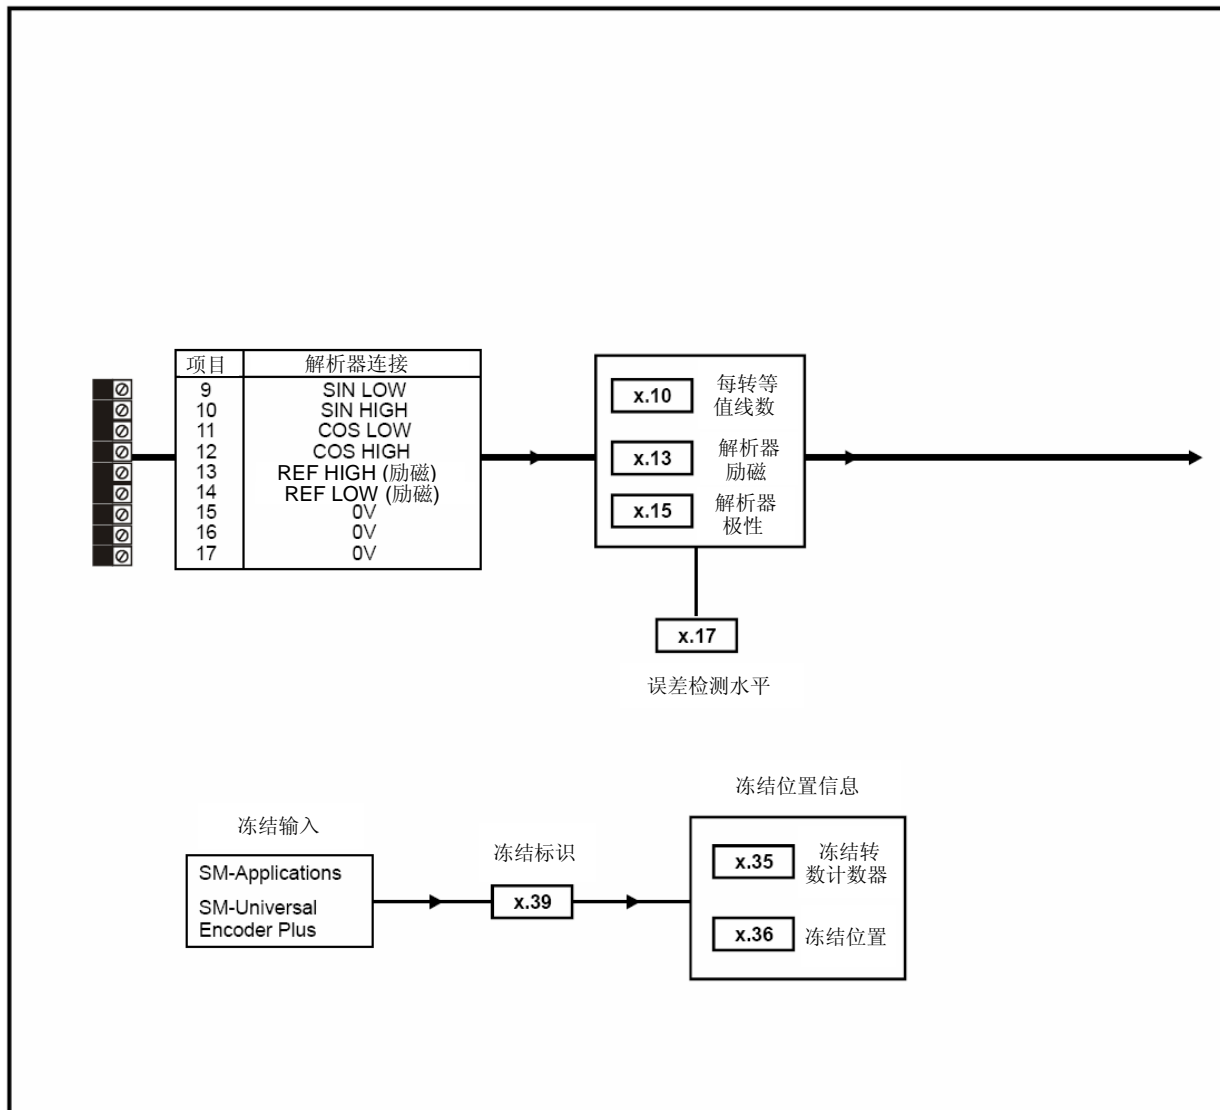 项目 解析器连接
9 SIN LOW
10 SIN HIGH
11 COS LOW
12 COS HIGH
13 REF HIGH (励磁)
14 REF LOW (励磁)
15 0V
16 0V
17 0V
x.10
每转等
值线数
x.13
解析器
励磁
x.15
解析器
极性
x.17
误差检测水平
冻结输入
SM-Applications
SM-Universal
Encoder Plus
冻结标识
x.39
冻结位置信息
x.35
冻结转
数计数器
x.36
冻结位置